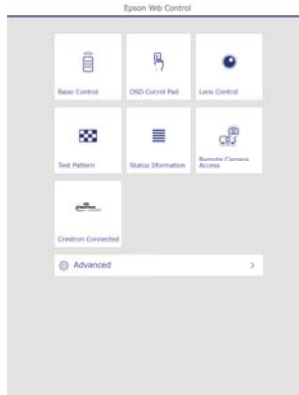 Epson Web Control
Basic Control
OSD Control Pad
Lens Control
Test Pattern
Status Information
Remote Camera
Access
Crestron Connected
Advanced